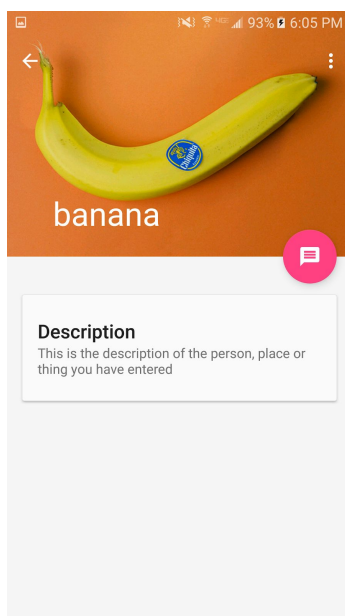 93% 6:05 PM
Chiquita
banana
Description
This is the description of the person, place or
thing you have entered